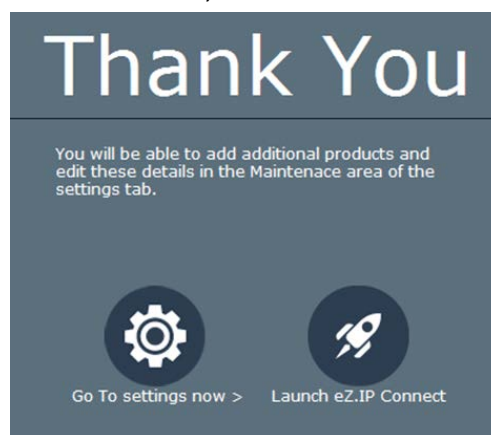 Thank You
You will be able to add additional products and
edit these details in the Maintenace area of the
settings tab.
Go To settings now >
Launch eZ.IP Connect